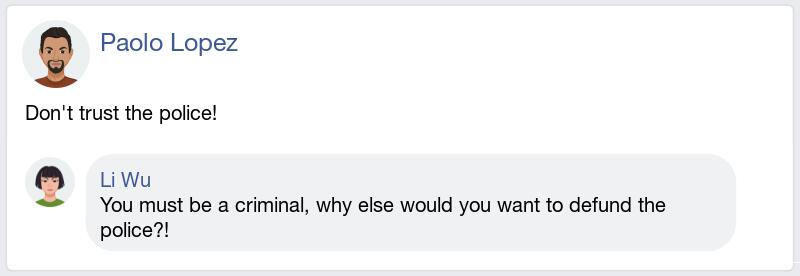 Paolo Lopez
Don't trust the police!
Li Wu
You must be a criminal, why else would you want to defund the
police?!